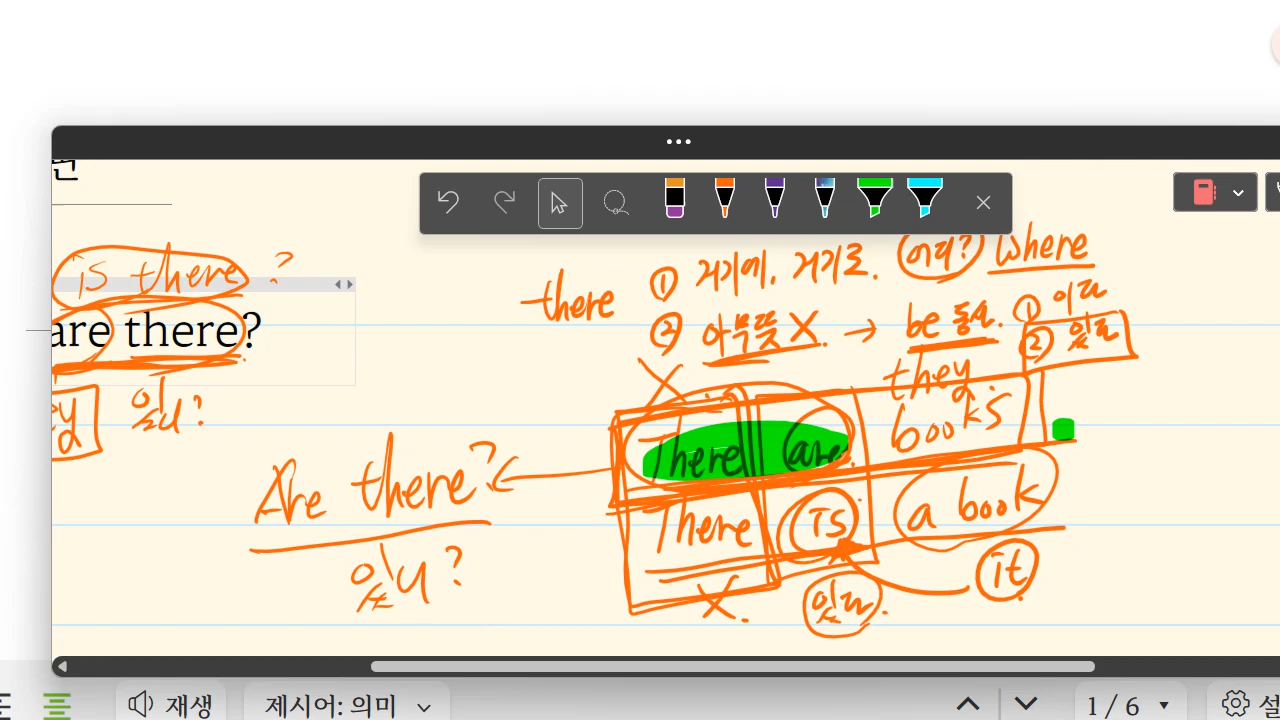 is there ?
are there?
있니?
there ① 거기에, 거기로. (어디?) where
② 아무뜻 X. → be 동사. ① 이다
② 있다
X they
There (are) books.
Are there?
There is a book
있니?
X. 있다. it.
재생
제시어: 의미
1 / 6
설